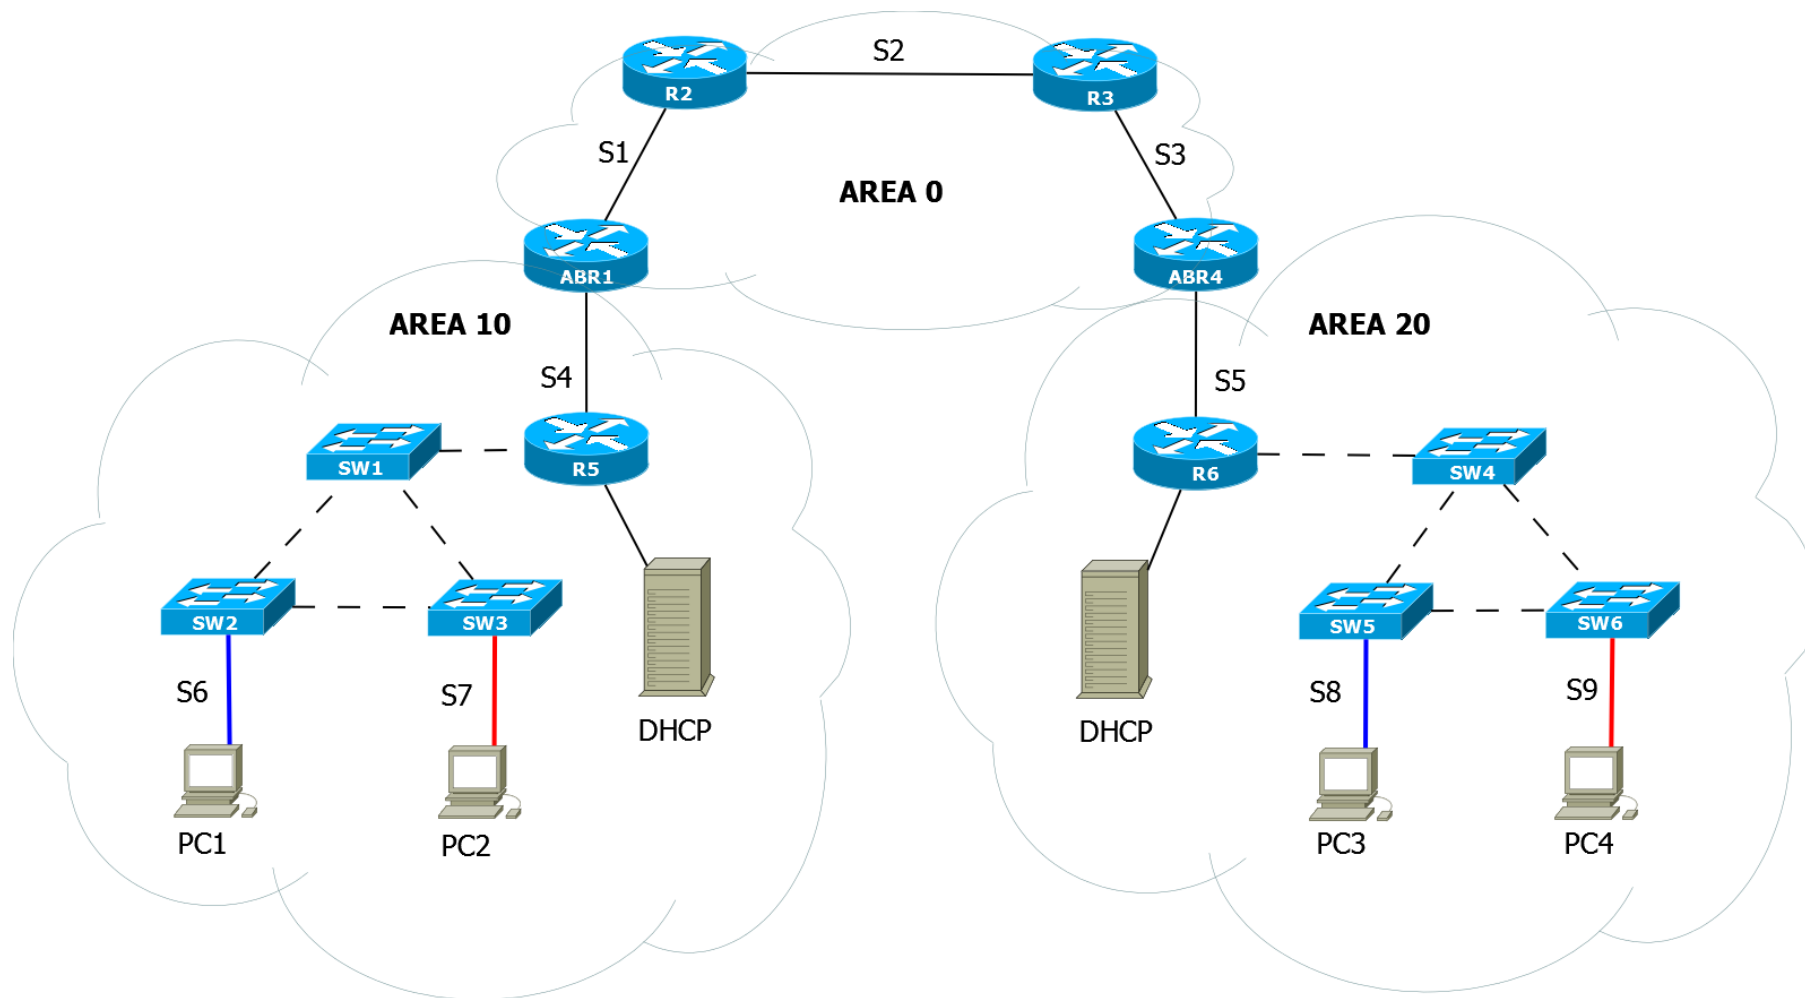 S2
R2
R3
S1
S3
AREA 0
ABR1
ABR4
AREA 10
AREA 20
S4
S5
SW1
R5
R6
SW4
SW2
SW3
SW5
SW6
S6
S7
S8
S9
DHCP
DHCP
PC1
PC2
PC3
PC4